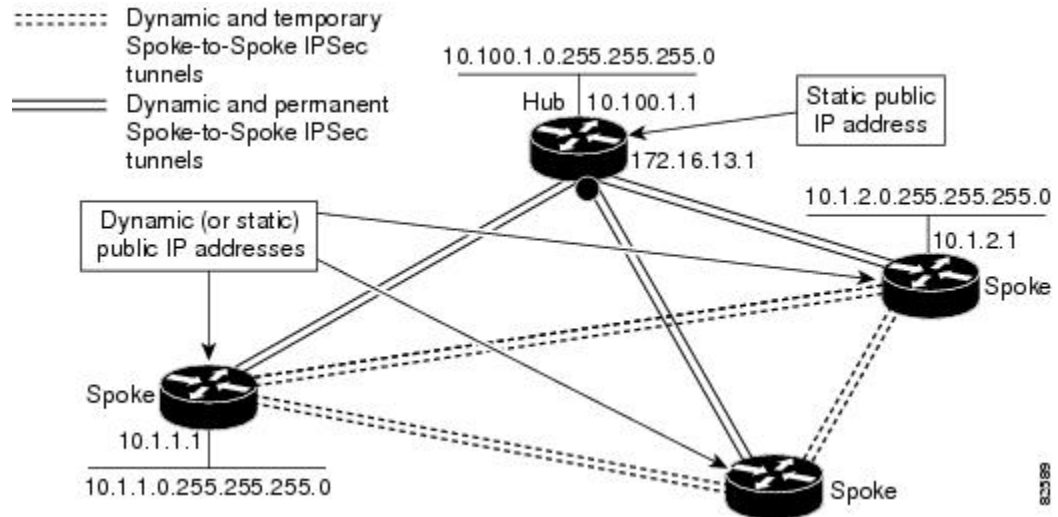 Dynamic and temporary
Spoke-to-Spoke IPSec
tunnels
Dynamic and permanent
Spoke-to-Spoke IPSec
tunnels
10.100.1.0.255.255.255.0
Hub
10.100.1.1
Static public
IP address
172.16.13.1
10.1.2.0.255.255.255.0
10.1.2.1
Dynamic (or static)
public IP addresses
Spoke
Spoke
10.1.1.1
10.1.1.0.255.255.255.0
Spoke
82589